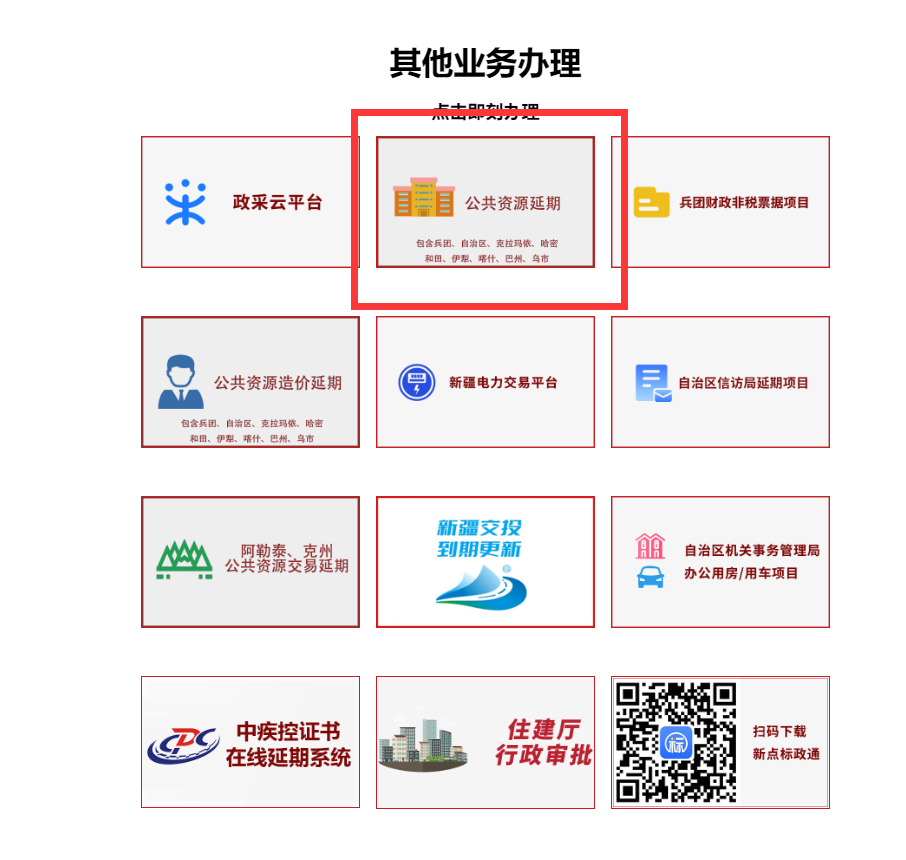 其他业务办理
点击即刻办理
政采云平台
公共资源延期
包含兵团、自治区、克拉玛依、哈密
和田、伊犁、喀什、巴州、乌市
兵团财政非税票据项目
公共资源造价延期
包含兵团、自治区、克拉玛依、哈密
和田、伊犁、喀什、巴州、乌市
新疆电力交易平台
自治区信访局延期项目
阿勒泰、克州
公共资源交易延期
新疆交投
到期更新
自治区机关事务管理局
办公用房/用车项目
CDC
中疾控证书
在线延期系统
住建厅
行政审批
标
扫码下载
新点标政通